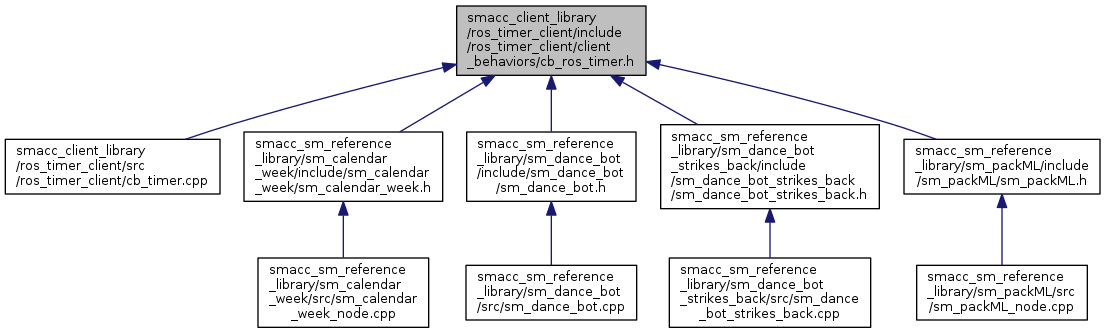 smacc_client_library
/ros_timer_client/include
/ros_timer_client/client
_behaviors/cb_ros_timer.h
smacc_client_library
/ros_timer_client/src
/ros_timer_client/cb_timer.cpp
smacc_sm_reference
_library/sm_calendar
_week/include/sm_calendar
_week/sm_calendar_week.h
smacc_sm_reference
_library/sm_dance_bot
/include/sm_dance_bot
/sm_dance_bot.h
smacc_sm_reference
_library/sm_dance_bot
_strikes_back/include
/sm_dance_bot_strikes_back
/sm_dance_bot_strikes_back.h
smacc_sm_reference
_library/sm_packML/include
/sm_packML/sm_packML.h
smacc_sm_reference
_library/sm_calendar
_week/src/sm_calendar
_week_node.cpp
smacc_sm_reference
_library/sm_dance_bot
/src/sm_dance_bot.cpp
smacc_sm_reference
_library/sm_dance_bot
_strikes_back/src/sm_dance
_bot_strikes_back.cpp
smacc_sm_reference
_library/sm_packML/src
/sm_packML_node.cpp